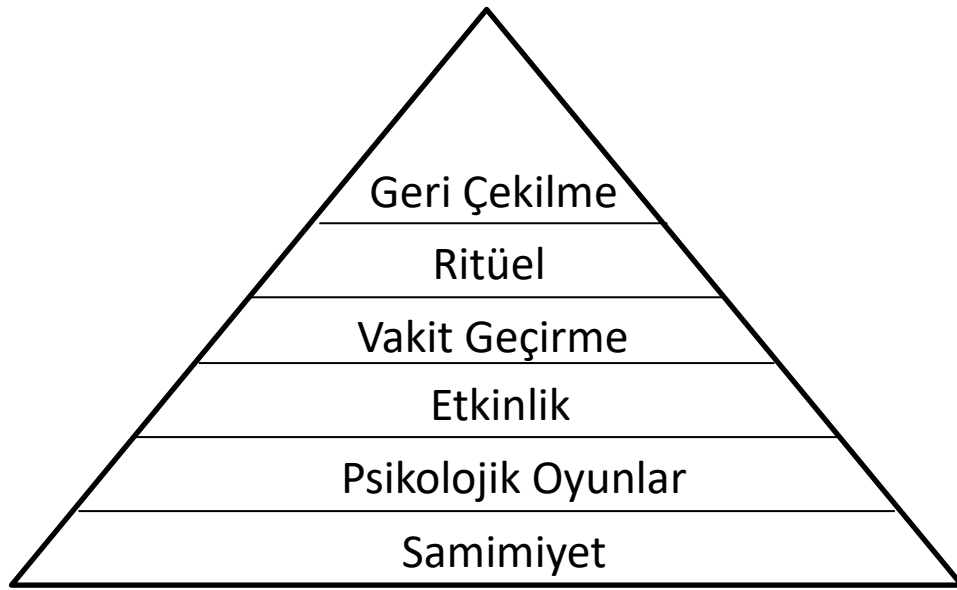 Geri Çekilme
Ritüel
Vakit Geçirme
Etkinlik
Psikolojik Oyunlar
Samimiyet